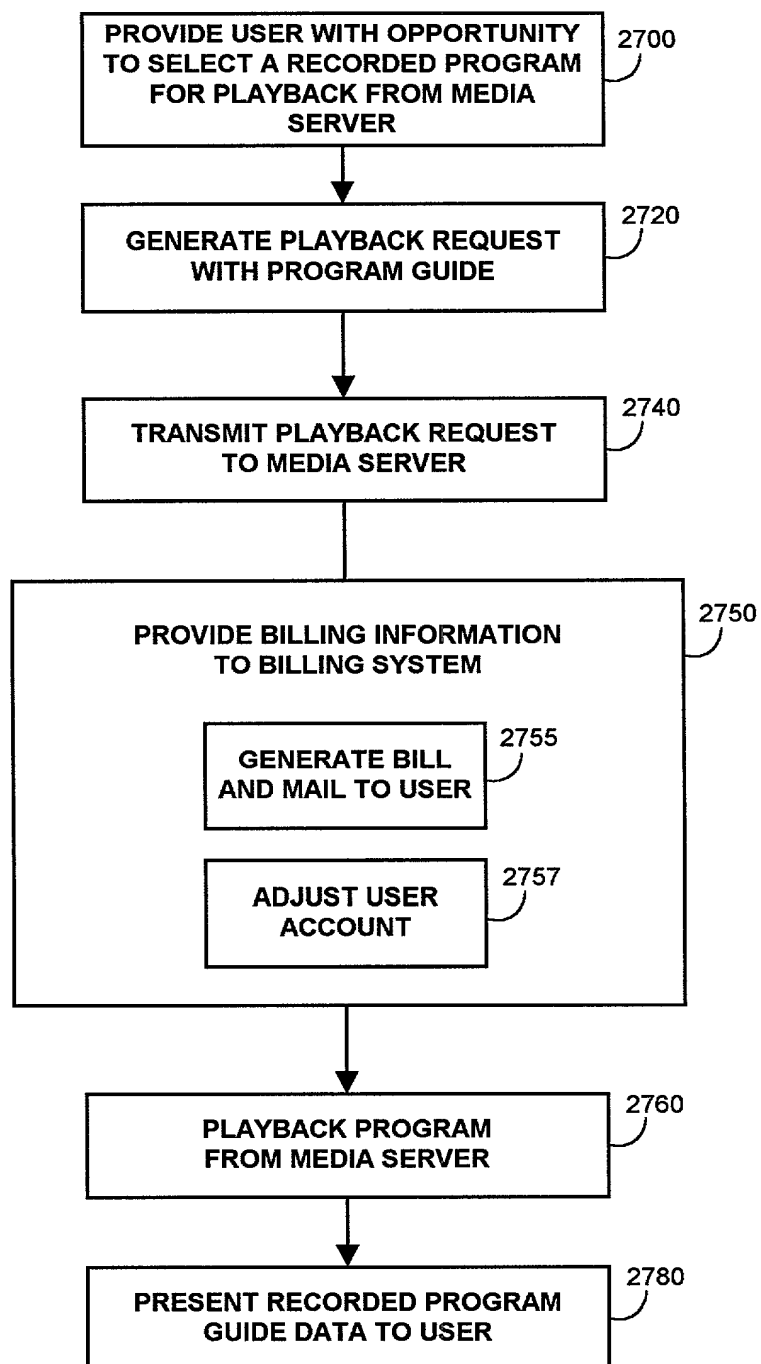 PROVIDE USER WITH OPPORTUNITY
TO SELECT A RECORDED PROGRAM
FOR PLAYBACK FROM MEDIA
SERVER
2700
GENERATE PLAYBACK REQUEST
WITH PROGRAM GUIDE
2720
TRANSMIT PLAYBACK REQUEST
TO MEDIA SERVER
2740
PROVIDE BILLING INFORMATION
TO BILLING SYSTEM
2750
GENERATE BILL
AND MAIL TO USER
2755
ADJUST USER
ACCOUNT
2757
PLAYBACK PROGRAM
FROM MEDIA SERVER
2760
PRESENT RECORDED PROGRAM
GUIDE DATA TO USER
2780